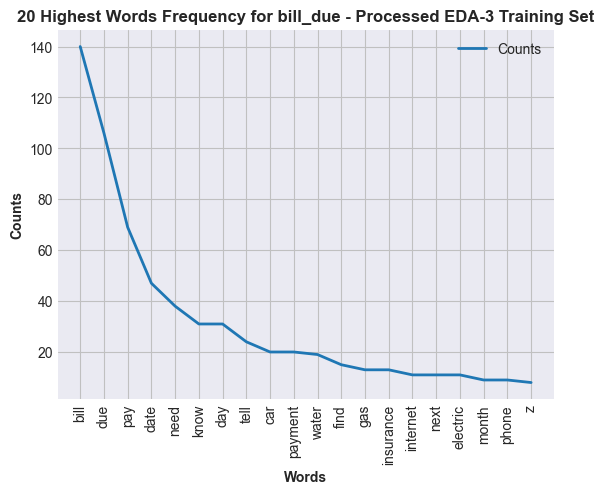 20 Highest Words Frequency for bill_due - Processed EDA-3 Training Set
Counts
140
120
100
80
60
40
20
Counts
bill
due
pay
date
need
know
day
tell
car
payment
water
find
gas
insurance
internet
next
electric
month
phone
z
Words